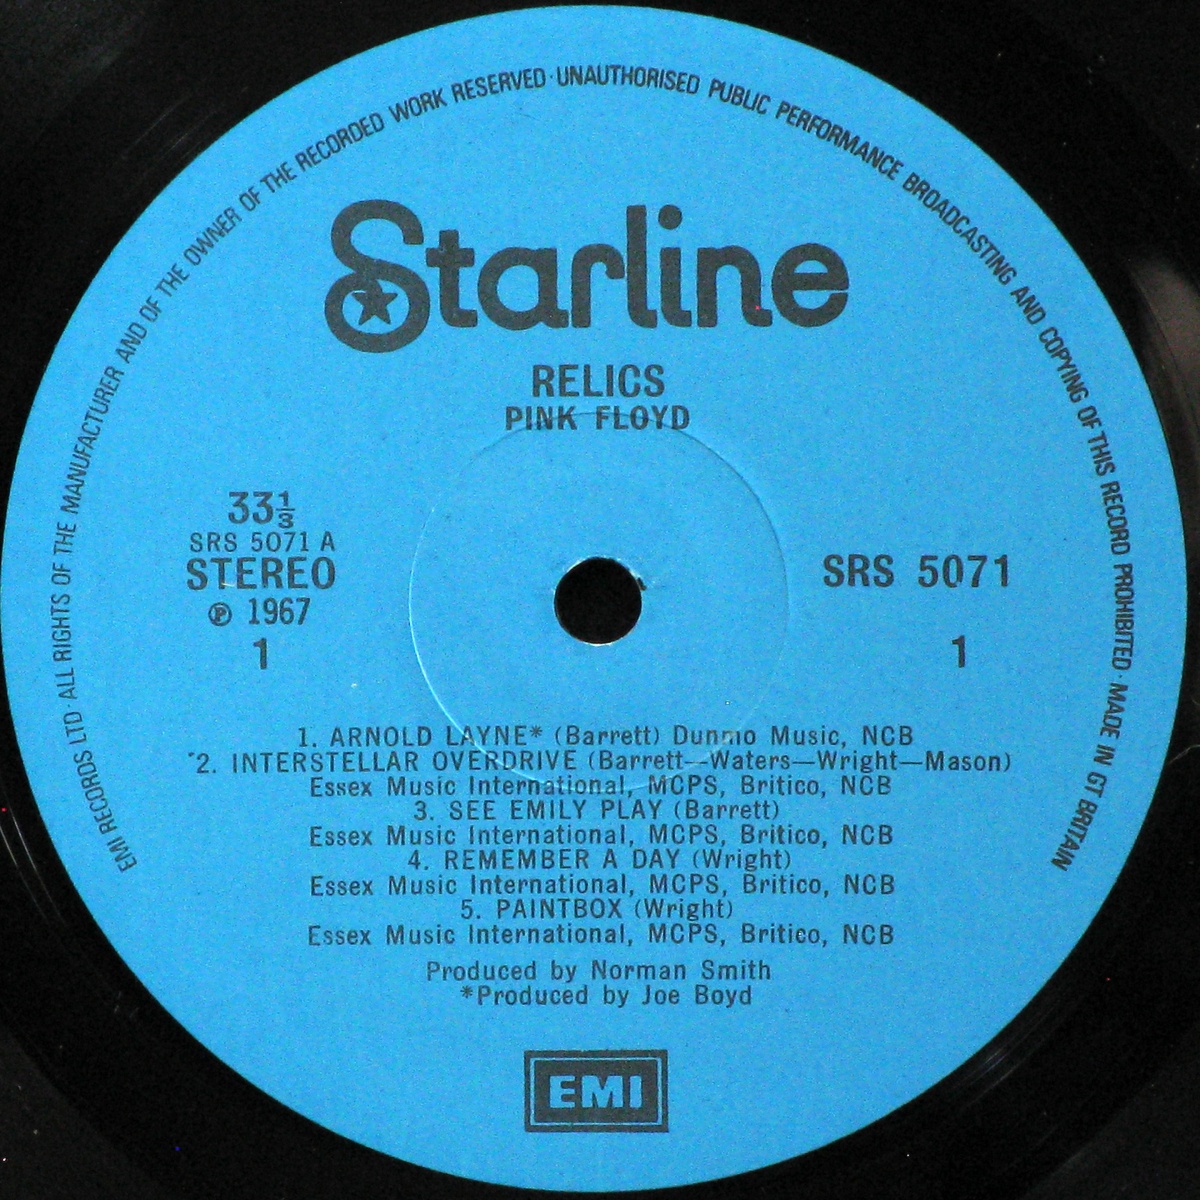 EMI RECORDS LTD · ALL RIGHTS OF THE MANUFACTURER AND OF THE OWNER OF THE RECORDED WORK RESERVED · UNAUTHORISED PUBLIC PERFORMANCE BROADCASTING AND COPYING OF THIS RECORD PROHIBITED · MADE IN GT BRITAIN
Starline
RELICS
PINK FLOYD
33⅓
SRS 5071 A
STEREO
℗ 1967
1
SRS 5071
1
1. ARNOLD LAYNE* (Barrett) Dunmo Music, NCB
2. INTERSTELLAR OVERDRIVE (Barrett—Waters—Wright—Mason)
Essex Music International, MCPS, Britico, NCB
3. SEE EMILY PLAY (Barrett)
Essex Music International, MCPS, Britico, NCB
4. REMEMBER A DAY (Wright)
Essex Music International, MCPS, Britico, NCB
5. PAINTBOX (Wright)
Essex Music International, MCPS, Britico, NCB
Produced by Norman Smith
*Produced by Joe Boyd
EMI